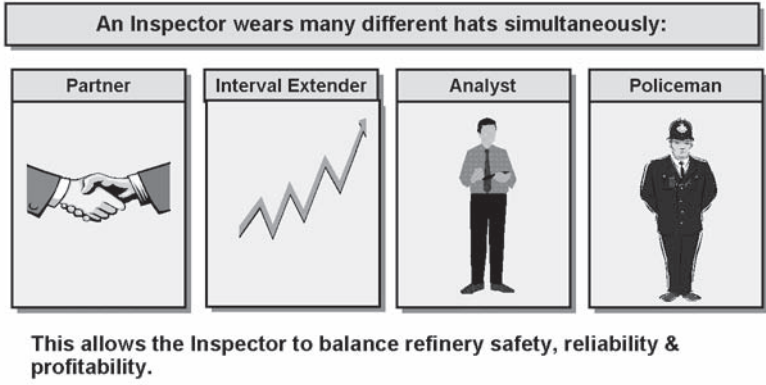 An Inspector wears many different hats simultaneously:
Partner
Interval Extender
Analyst
Policeman
This allows the Inspector to balance refinery safety, reliability &
profitability.